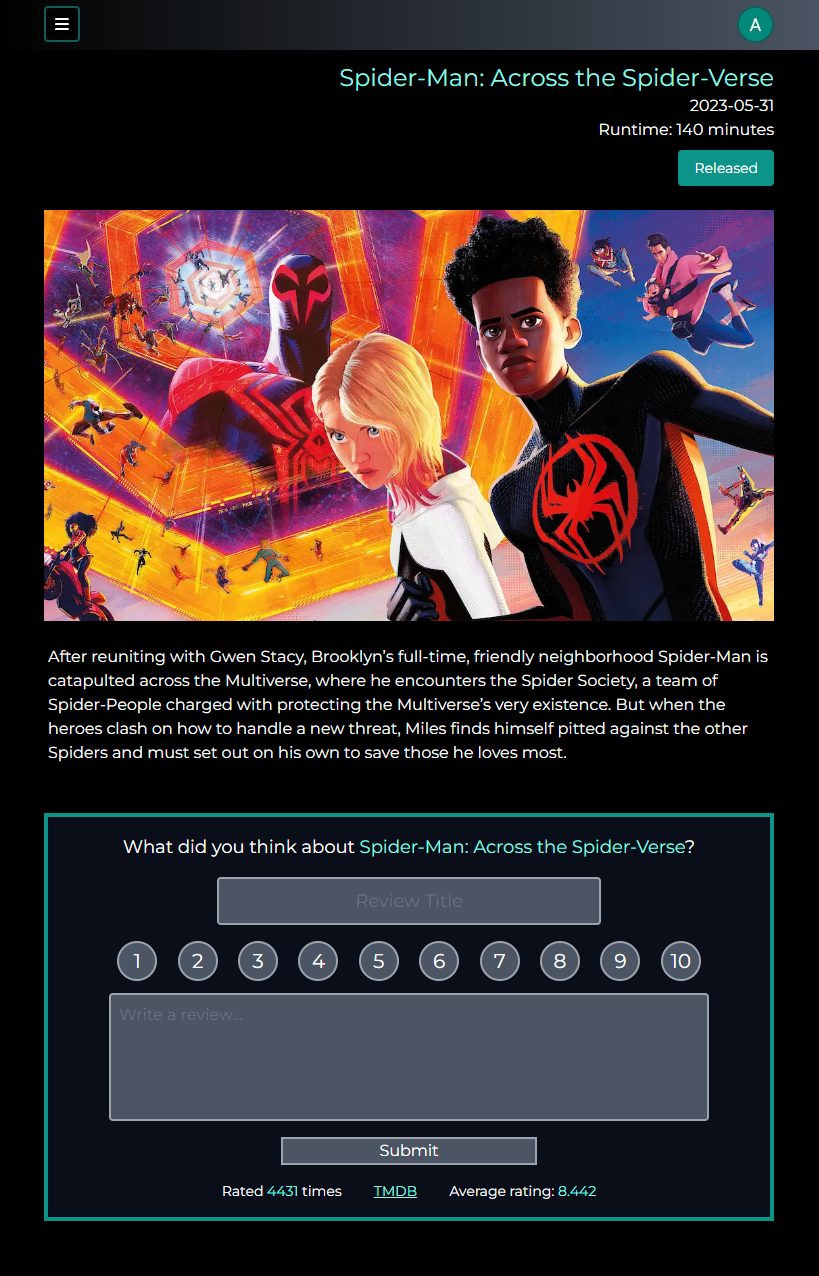 A
Spider-Man: Across the Spider-Verse
2023-05-31
Runtime: 140 minutes
Released
After reuniting with Gwen Stacy, Brooklyn’s full-time, friendly neighborhood Spider-Man is
catapulted across the Multiverse, where he encounters the Spider Society, a team of
Spider-People charged with protecting the Multiverse’s very existence. But when the
heroes clash on how to handle a new threat, Miles finds himself pitted against the other
Spiders and must set out on his own to save those he loves most.
What did you think about Spider-Man: Across the Spider-Verse?
Review Title
1 2 3 4 5 6 7 8 9 10
Write a review...
Submit
Rated 4431 times TMDB Average rating: 8.442